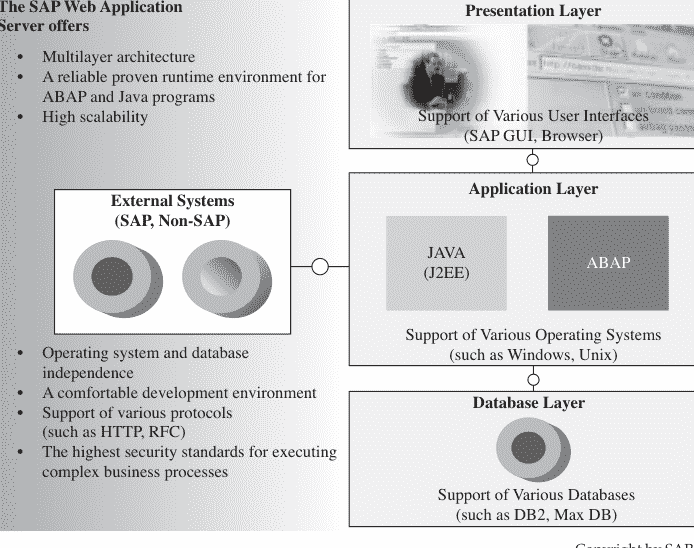 The SAP Web Application
Server offers
• Multilayer architecture
• A reliable proven runtime environment for
ABAP and Java programs
• High scalability
External Systems
(SAP, Non-SAP)
• Operating system and database
independence
• A comfortable development environment
• Support of various protocols
(such as HTTP, RFC)
• The highest security standards for executing
complex business processes
Presentation Layer
Support of Various User Interfaces
(SAP GUI, Browser)
Application Layer
JAVA
(J2EE)
ABAP
Support of Various Operating Systems
(such as Windows, Unix)
Database Layer
Support of Various Databases
(such as DB2, Max DB)
Copyright by SAP